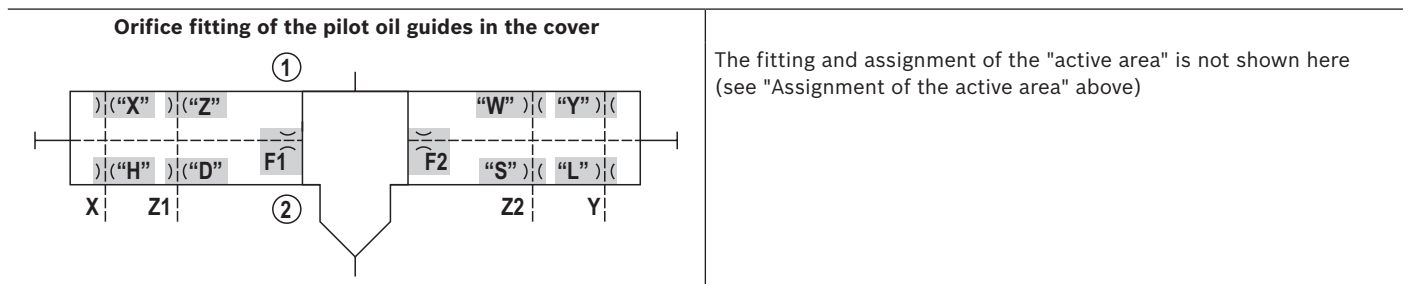 Orifice fitting of the pilot oil guides in the cover
1
“X” “Z” “W” “Y”
F1 F2
“H” “D” “S” “L”
X Z1 2 Z2 Y
The fitting and assignment of the "active area" is not shown here
(see "Assignment of the active area" above)